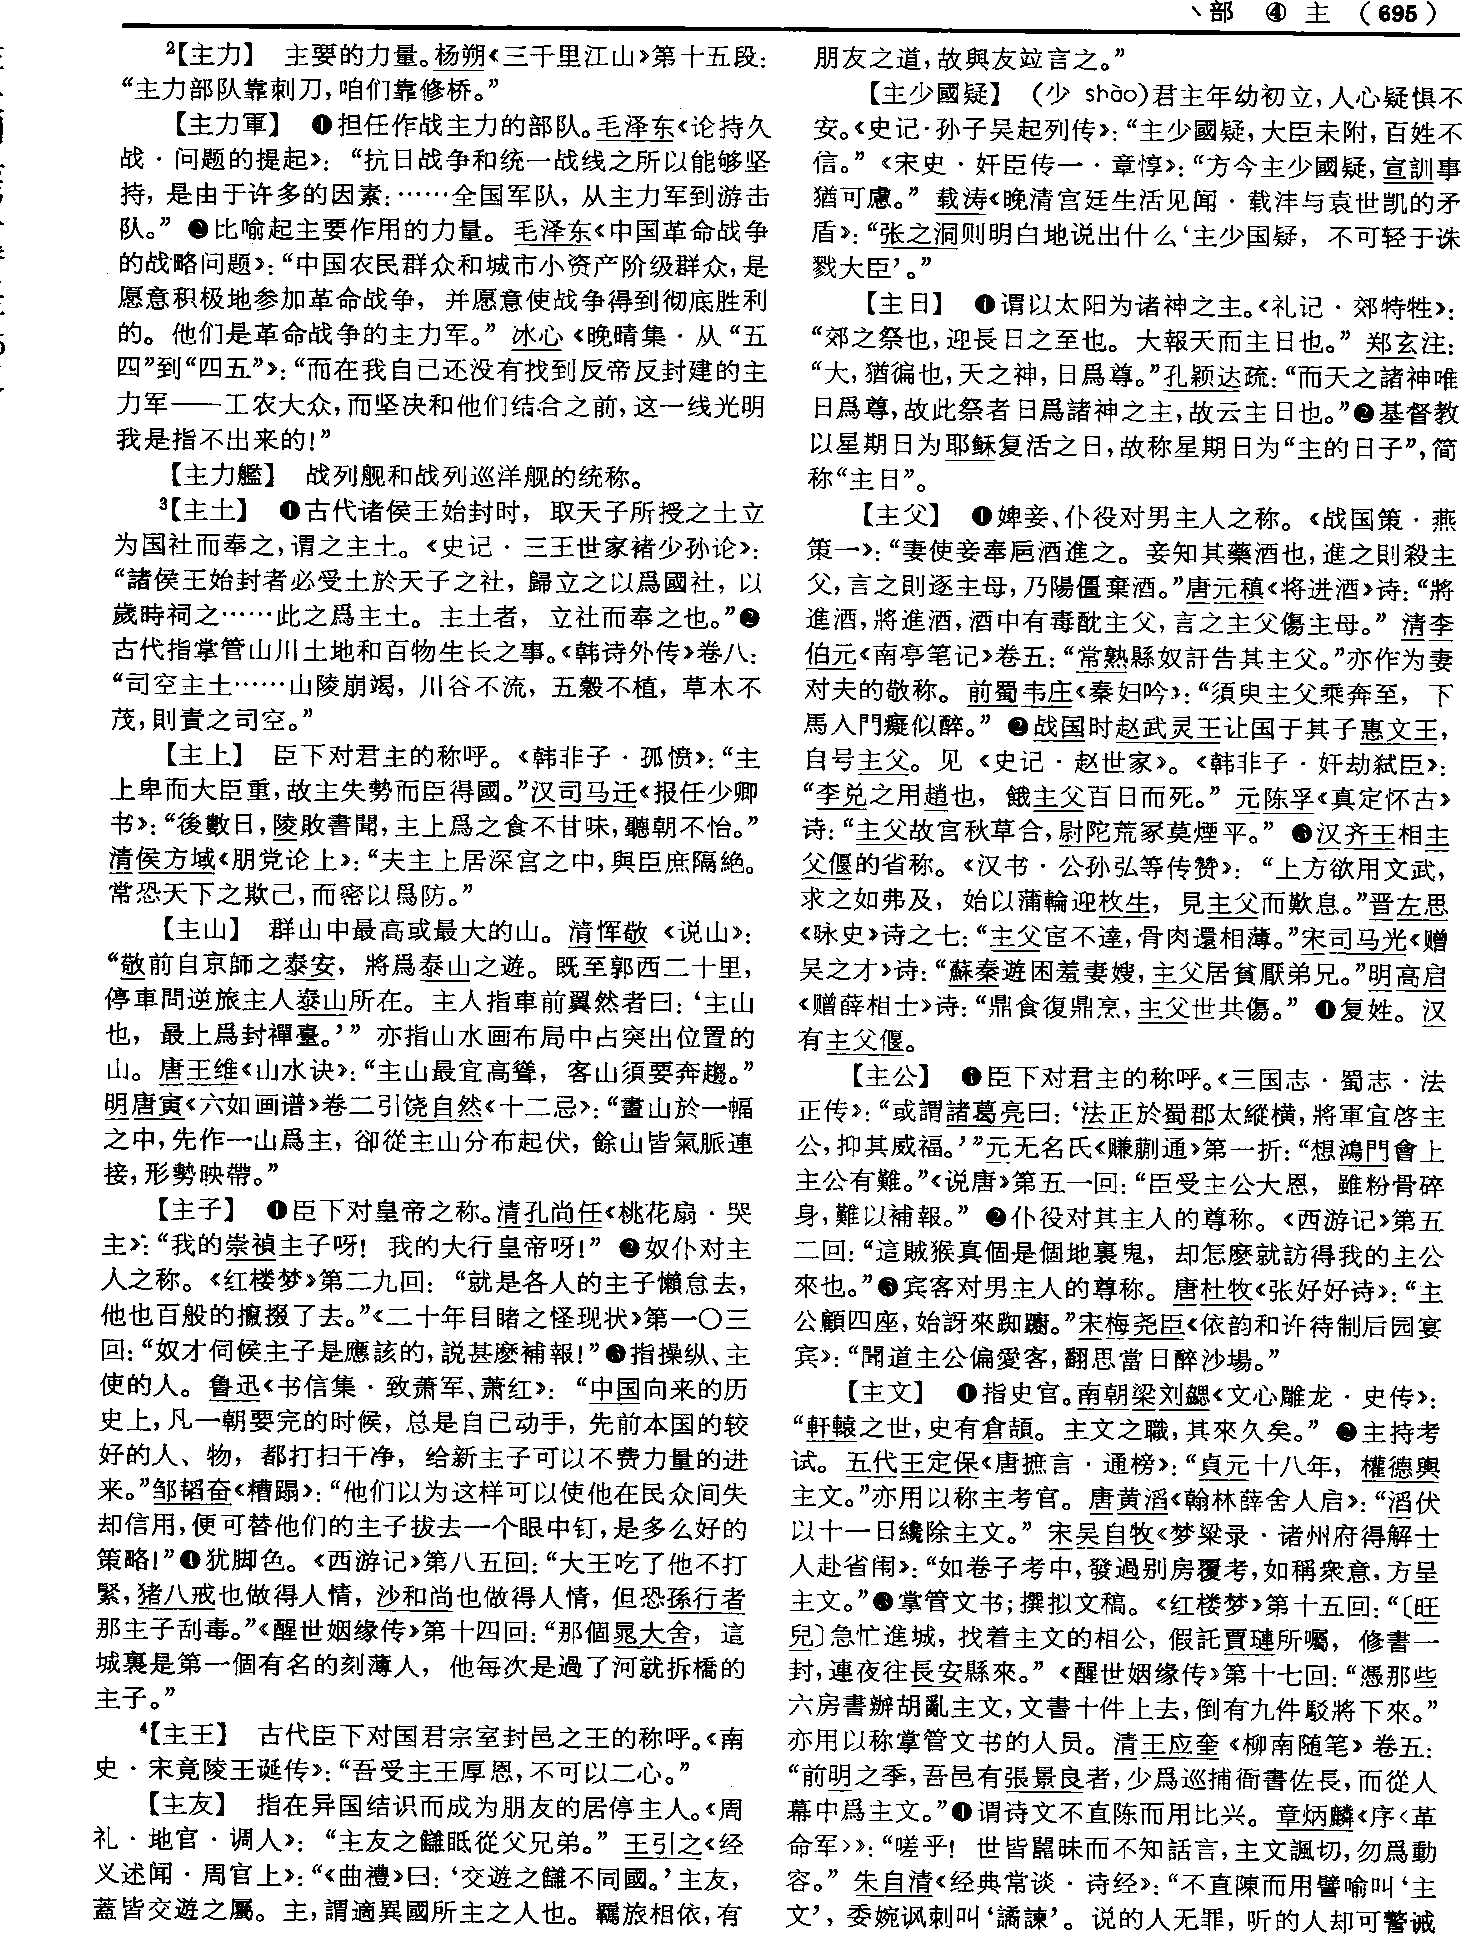 丶部 ④ 主 （695）
²【主力】 主要的力量。杨朔《三千里江山》第十五段：
“主力部队靠刺刀，咱们靠修桥。”
【主力軍】 ❶担任作战主力的部队。毛泽东《论持久
战·问题的提起》：“抗日战争和统一战线之所以能够坚
持，是由于许多的因素：……全国军队，从主力军到游击
队。” ❷比喻起主要作用的力量。毛泽东《中国革命战争
的战略问题》：“中国农民群众和城市小资产阶级群众，是
愿意积极地参加革命战争，并愿意使战争得到彻底胜利
的。他们是革命战争的主力军。” 冰心《晚晴集·从“五
四”到“四五”》：“而在我自己还没有找到反帝反封建的主
力军——工农大众，而坚决和他们结合之前，这一线光明
我是指不出来的！”
【主力艦】 战列舰和战列巡洋舰的统称。
³【主土】 ❶古代诸侯王始封时，取天子所授之土立
为国社而奉之，谓之主土。《史记·三王世家褚少孙论》：
“諸侯王始封者必受土於天子之社，歸立之以爲國社，以
歲時祠之……此之爲主土。主土者，立社而奉之也。”❷
古代指掌管山川土地和百物生长之事。《韩诗外传》卷八：
“司空主土……山陵崩竭，川谷不流，五穀不植，草木不
茂，則責之司空。”
【主上】 臣下对君主的称呼。《韩非子·孤愤》：“主
上卑而大臣重，故主失勢而臣得國。”汉司马迁《报任少卿
书》：“後數日，陵敗書聞，主上爲之食不甘味，聽朝不怡。”
清侯方域《朋党论上》：“夫主上居深宫之中，與臣庶隔絶。
常恐天下之欺己，而密以爲防。”
【主山】 群山中最高或最大的山。清恽敬《说山》：
“敬前自京師之泰安，將爲泰山之遊。既至郭西二十里，
停車問逆旅主人泰山所在。主人指車前翼然者曰：‘主山
也，最上爲封禪臺。’” 亦指山水画布局中占突出位置的
山。唐王维《山水诀》：“主山最宜高聳，客山須要奔趨。”
明唐寅《六如画谱》卷二引饶自然《十二忌》：“畫山於一幅
之中，先作一山爲主，卻從主山分布起伏，餘山皆氣脈連
接，形勢映帶。”
【主子】 ❶臣下对皇帝之称。清孔尚任《桃花扇·哭
主》：“我的崇禎主子呀！我的大行皇帝呀！” ❷奴仆对主
人之称。《红楼梦》第二九回：“就是各人的主子懶怠去，
他也百般的攛掇了去。”《二十年目睹之怪现状》第一〇三
回：“奴才伺侯主子是應該的，説甚麽補報！”❸指操纵、主
使的人。鲁迅《书信集·致萧军、萧红》：“中国向来的历
史上，凡一朝要完的时候，总是自己动手，先前本国的较
好的人、物，都打扫干净，给新主子可以不费力量的进
来。”邹韬奋《糟蹋》：“他们以为这样可以使他在民众间失
却信用，便可替他们的主子拔去一个眼中钉，是多么好的
策略！”❹犹脚色。《西游记》第八五回：“大王吃了他不打
緊，猪八戒也做得人情，沙和尚也做得人情，但恐孫行者
那主子刮毒。”《醒世姻缘传》第十四回：“那個晁大舍，這
城裏是第一個有名的刻薄人，他每次是過了河就拆橋的
主子。”
⁴【主王】 古代臣下对国君宗室封邑之王的称呼。《南
史·宋竟陵王诞传》：“吾受主王厚恩，不可以二心。”
【主友】 指在异国结识而成为朋友的居停主人。《周
礼·地官·调人》：“主友之讎眡從父兄弟。” 王引之《经
义述闻·周官上》：“《曲禮》曰：‘交遊之讎不同國。’主友，
蓋皆交遊之屬。主，謂適異國所主之人也。羈旅相依，有
朋友之道，故與友竝言之。”
【主少國疑】 （少 shào）君主年幼初立，人心疑惧不
安。《史记·孙子吴起列传》：“主少國疑，大臣未附，百姓不
信。”《宋史·奸臣传一·章惇》：“方今主少國疑，宣訓事
猶可慮。” 载涛《晚清宫廷生活见闻·载沣与袁世凯的矛
盾》：“张之洞则明白地说出什么‘主少国疑，不可轻于诛
戮大臣’。”
【主日】 ❶谓以太阳为诸神之主。《礼记·郊特牲》：
“郊之祭也，迎長日之至也。大報天而主日也。” 郑玄注：
“大，猶徧也，天之神，日爲尊。”孔颖达疏：“而天之諸神唯
日爲尊，故此祭者日爲諸神之主，故云主日也。”❷基督教
以星期日为耶稣复活之日，故称星期日为“主的日子”，简
称“主日”。
【主父】 ❶婢妾、仆役对男主人之称。《战国策·燕
策一》：“妻使妾奉巵酒進之。妾知其藥酒也，進之則殺主
父，言之則逐主母，乃陽僵棄酒。”唐元稹《将进酒》诗：“將
進酒，將進酒，酒中有毒酖主父，言之主父傷主母。” 清李
伯元《南亭笔记》卷五：“常熟縣奴訐告其主父。”亦作为妻
对夫的敬称。前蜀韦庄《秦妇吟》：“須臾主父乘奔至，下
馬入門癡似醉。” ❷战国时赵武灵王让国于其子惠文王，
自号主父。见《史记·赵世家》。《韩非子·奸劫弑臣》：
“李兑之用趙也，餓主父百日而死。” 元陈孚《真定怀古》
诗：“主父故宫秋草合，尉陀荒冢莫煙平。” ❸汉齐王相主
父偃的省称。《汉书·公孙弘等传赞》：“上方欲用文武，
求之如弗及，始以蒲輪迎枚生，見主父而歎息。”晋左思
《咏史》诗之七：“主父宦不達，骨肉還相薄。”宋司马光《赠
吴之才》诗：“蘇秦遊困羞妻嫂，主父居貧厭弟兄。”明高启
《赠薛相士》诗：“鼎食復鼎烹，主父世共傷。” ❹复姓。汉
有主父偃。
【主公】 ❶臣下对君主的称呼。《三国志·蜀志·法
正传》：“或謂諸葛亮曰：‘法正於蜀郡太縱横，將軍宜啓主
公，抑其威福。’”元无名氏《赚蒯通》第一折：“想鴻門會上
主公有難。”《说唐》第五一回：“臣受主公大恩，雖粉骨碎
身，難以補報。” ❷仆役对其主人的尊称。《西游记》第五
二回：“這賊猴真個是個地裏鬼，却怎麽就訪得我的主公
來也。”❸宾客对男主人的尊称。唐杜牧《张好好诗》：“主
公顧四座，始訝來踟躕。”宋梅尧臣《依韵和许待制后园宴
宾》：“聞道主公偏愛客，翻思當日醉沙場。”
【主文】 ❶指史官。南朝梁刘勰《文心雕龙·史传》：
“軒轅之世，史有倉頡。主文之職，其來久矣。” ❷主持考
试。五代王定保《唐摭言·通榜》：“貞元十八年，權德輿
主文。”亦用以称主考官。唐黄滔《翰林薛舍人启》：“滔伏
以十一日纔除主文。” 宋吴自牧《梦粱录·诸州府得解士
人赴省闱》：“如卷子考中，發過别房覆考，如稱衆意，方呈
主文。”❸掌管文书；撰拟文稿。《红楼梦》第十五回：“〔旺
兒〕急忙進城，找着主文的相公，假託賈璉所囑，修書一
封，連夜往長安縣來。”《醒世姻缘传》第十七回：“憑那些
六房書辦胡亂主文，文書十件上去，倒有九件駁將下來。”
亦用以称掌管文书的人员。清王应奎《柳南随笔》卷五：
“前明之季，吾邑有張景良者，少爲巡捕衙書佐長，而從人
幕中爲主文。”❹谓诗文不直陈而用比兴。章炳麟《序〈革
命军〉》：“嗟乎！世皆嚚昧而不知話言，主文諷切，勿爲動
容。” 朱自清《经典常谈·诗经》：“不直陳而用譬喻叫‘主
文’，委婉讽刺叫‘譎諫’。说的人无罪，听的人却可警诫